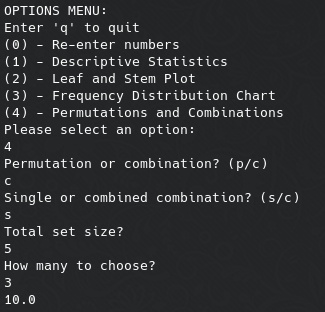 OPTIONS MENU:
Enter 'q' to quit
(0) – Re-enter numbers
(1) – Descriptive Statistics
(2) – Leaf and Stem Plot
(3) – Frequency Distribution Chart
(4) – Permutations and Combinations
Please select an option:
4
Permutation or combination? (p/c)
c
Single or combined combination? (s/c)
s
Total set size?
5
How many to choose?
3
10.0